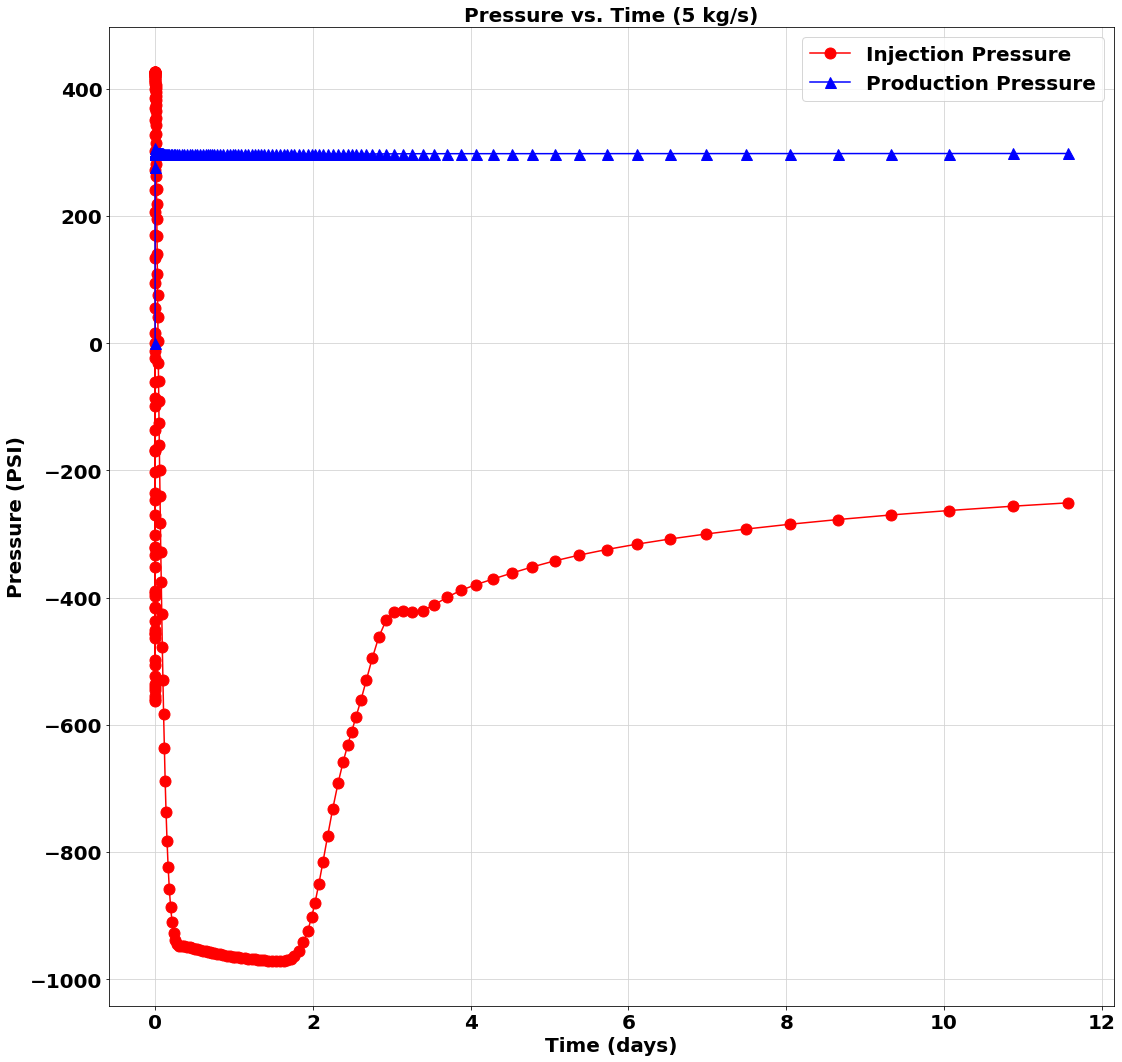 Pressure vs. Time (5 kg/s)
Injection Pressure
Production Pressure
Pressure (PSI)
400
200
0
−200
−400
−600
−800
−1000
0 2 4 6 8 10 12
Time (days)